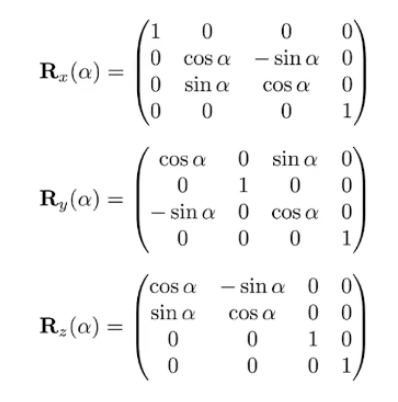 R_x(α) = ( 1 0 0 0
0 cos α − sin α 0
0 sin α cos α 0
0 0 0 1 )
R_y(α) = ( cos α 0 sin α 0
0 1 0 0
− sin α 0 cos α 0
0 0 0 1 )
R_z(α) = ( cos α − sin α 0 0
sin α cos α 0 0
0 0 1 0
0 0 0 1 )